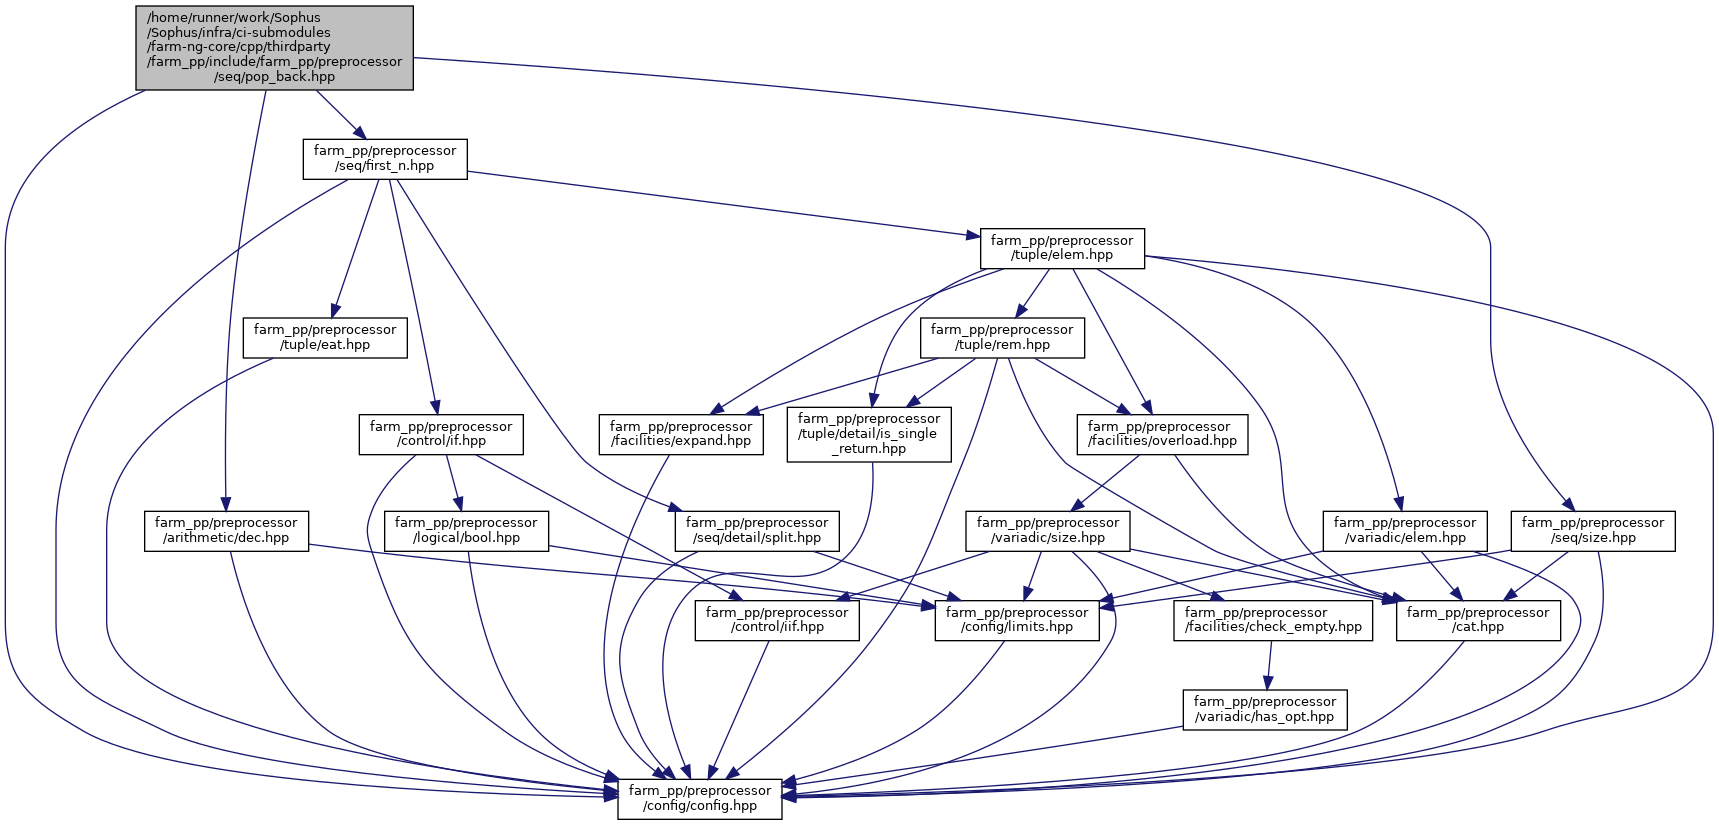 /home/runner/work/Sophus
/Sophus/infra/ci-submodules
/farm-ng-core/cpp/thirdparty
/farm_pp/include/farm_pp/preprocessor
/seq/pop_back.hpp
farm_pp/preprocessor
/seq/first_n.hpp
farm_pp/preprocessor
/tuple/elem.hpp
farm_pp/preprocessor
/tuple/eat.hpp
farm_pp/preprocessor
/tuple/rem.hpp
farm_pp/preprocessor
/control/if.hpp
farm_pp/preprocessor
/facilities/expand.hpp
farm_pp/preprocessor
/tuple/detail/is_single
_return.hpp
farm_pp/preprocessor
/facilities/overload.hpp
farm_pp/preprocessor
/arithmetic/dec.hpp
farm_pp/preprocessor
/logical/bool.hpp
farm_pp/preprocessor
/seq/detail/split.hpp
farm_pp/preprocessor
/variadic/size.hpp
farm_pp/preprocessor
/variadic/elem.hpp
farm_pp/preprocessor
/seq/size.hpp
farm_pp/preprocessor
/control/iif.hpp
farm_pp/preprocessor
/config/limits.hpp
farm_pp/preprocessor
/facilities/check_empty.hpp
farm_pp/preprocessor
/cat.hpp
farm_pp/preprocessor
/variadic/has_opt.hpp
farm_pp/preprocessor
/config/config.hpp